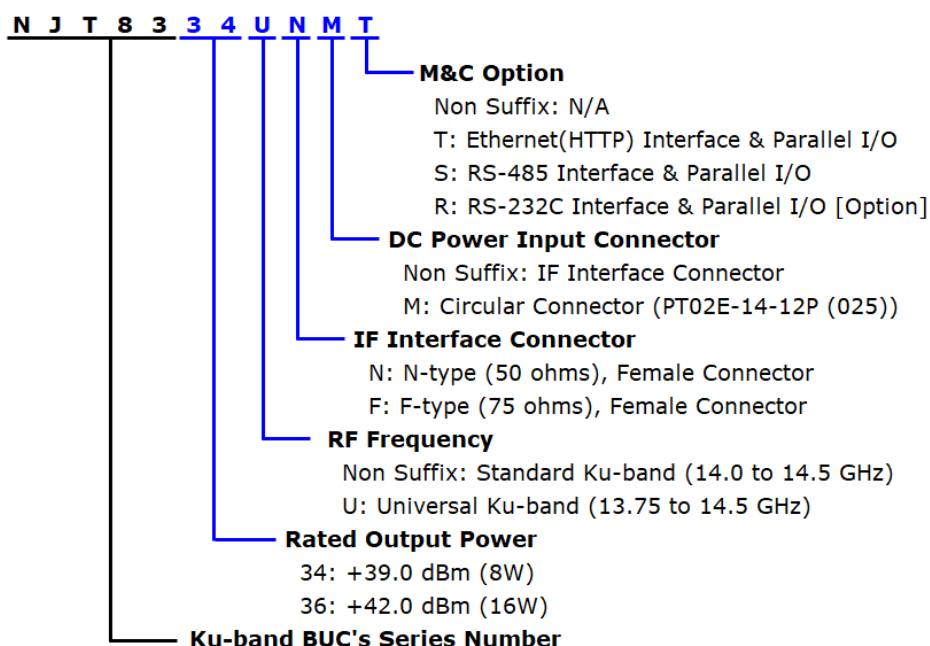 N J T 8 3 3 4 U N M T
M&C Option
Non Suffix: N/A
T: Ethernet(HTTP) Interface & Parallel I/O
S: RS-485 Interface & Parallel I/O
R: RS-232C Interface & Parallel I/O [Option]
DC Power Input Connector
Non Suffix: IF Interface Connector
M: Circular Connector (PT02E-14-12P (025))
IF Interface Connector
N: N-type (50 ohms), Female Connector
F: F-type (75 ohms), Female Connector
RF Frequency
Non Suffix: Standard Ku-band (14.0 to 14.5 GHz)
U: Universal Ku-band (13.75 to 14.5 GHz)
Rated Output Power
34: +39.0 dBm (8W)
36: +42.0 dBm (16W)
Ku-band BUC's Series Number